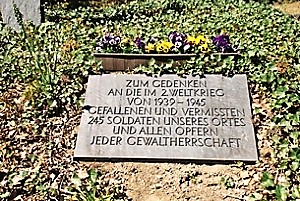 ZUM GEDENKEN
AN DIE IM 2. WELTKRIEG
VON 1939 – 1945
GEFALLENEN UND VERMISSTEN
245 SOLDATEN UNSERES ORTES
UND ALLEN OPFERN
JEDER GEWALTHERRSCHAFT